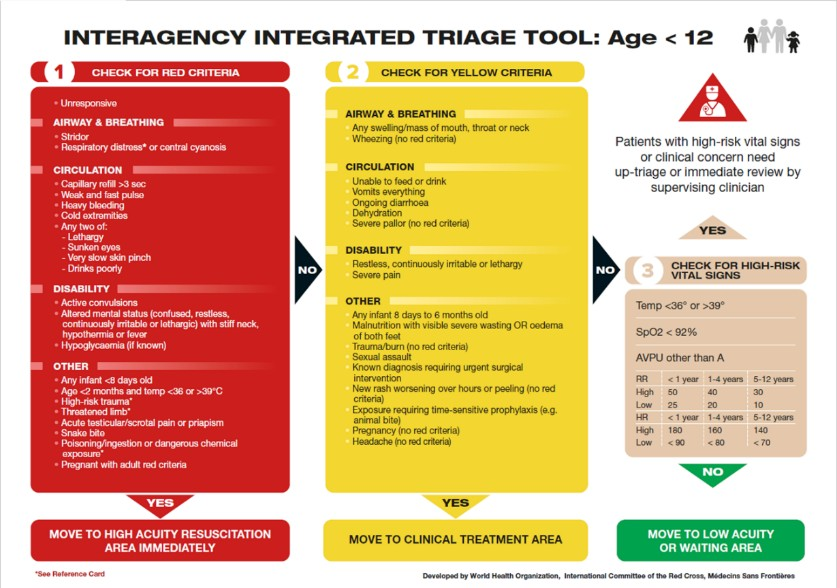 INTERAGENCY INTEGRATED TRIAGE TOOL: Age < 12
1 CHECK FOR RED CRITERIA
• Unresponsive
AIRWAY & BREATHING
• Stridor
• Respiratory distress* or central cyanosis
CIRCULATION
• Capillary refill >3 sec
• Weak and fast pulse
• Heavy bleeding
• Cold extremities
• Any two of:
- Lethargy
- Sunken eyes
- Very slow skin pinch
- Drinks poorly
DISABILITY
• Active convulsions
• Altered mental status (confused, restless,
continuously irritable or lethargic) with stiff neck,
hypothermia or fever
• Hypoglycaemia (if known)
OTHER
• Any infant <8 days old
• Age <2 months and temp <36 or >39°C
• High-risk trauma*
• Threatened limb*
• Acute testicular/scrotal pain or priapism
• Snake bite
• Poisoning/ingestion or dangerous chemical
exposure*
• Pregnant with adult red criteria
YES
MOVE TO HIGH ACUITY RESUSCITATION
AREA IMMEDIATELY
*See Reference Card
NO
2 CHECK FOR YELLOW CRITERIA
AIRWAY & BREATHING
• Any swelling/mass of mouth, throat or neck
• Wheezing (no red criteria)
CIRCULATION
• Unable to feed or drink
• Vomits everything
• Ongoing diarrhoea
• Dehydration
• Severe pallor (no red criteria)
DISABILITY
• Restless, continuously irritable or lethargy
• Severe pain
OTHER
• Any infant 8 days to 6 months old
• Malnutrition with visible severe wasting OR oedema
of both feet
• Trauma/burn (no red criteria)
• Sexual assault
• Known diagnosis requiring urgent surgical
intervention
• New rash worsening over hours or peeling (no red
criteria)
• Exposure requiring time-sensitive prophylaxis (e.g.
animal bite)
• Pregnancy (no red criteria)
• Headache (no red criteria)
YES
MOVE TO CLINICAL TREATMENT AREA
NO
Patients with high-risk vital signs
or clinical concern need
up-triage or immediate review by
supervising clinician
YES
3 CHECK FOR HIGH-RISK
VITAL SIGNS
Temp <36° or >39°
SpO2 < 92%
AVPU other than A
RR < 1 year 1-4 years 5-12 years
High 50 40 30
Low 25 20 10
HR < 1 year 1-4 years 5-12 years
High 180 160 140
Low < 90 < 80 < 70
NO
MOVE TO LOW ACUITY
OR WAITING AREA
Developed by World Health Organization, International Committee of the Red Cross, Médecins Sans Frontières